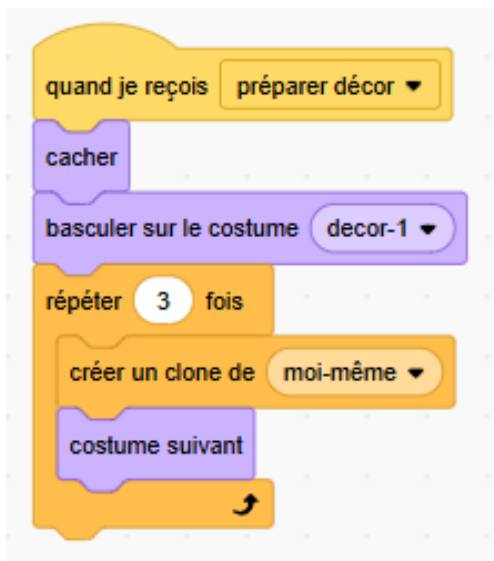 quand je reçois préparer décor
cacher
basculer sur le costume decor-1
répéter 3 fois
créer un clone de moi-même
costume suivant